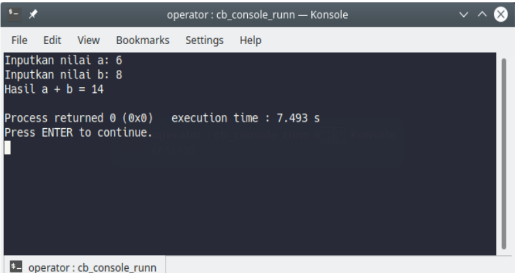 operator : cb_console_runn — Konsole
File Edit View Bookmarks Settings Help
Inputkan nilai a: 6
Inputkan nilai b: 8
Hasil a + b = 14
Process returned 0 (0x0)   execution time : 7.493 s
Press ENTER to continue.
operator : cb_console_runn